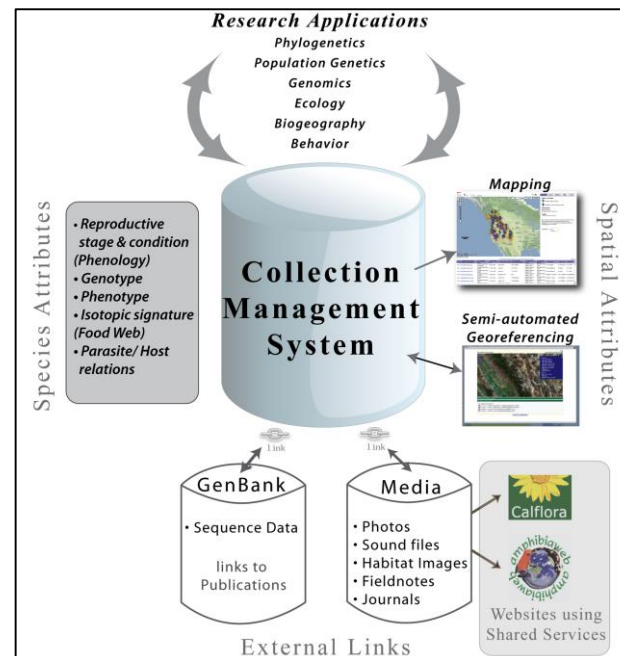 Research Applications
Phylogenetics
Population Genetics
Genomics
Ecology
Biogeography
Behavior
Species Attributes
• Reproductive
stage & condition
(Phenology)
• Genotype
• Phenotype
• Isotopic signature
(Food Web)
• Parasite/ Host
relations
Collection
Management
System
Mapping
Semi-automated
Georeferencing
Spatial Attributes
link
link
GenBank
• Sequence Data
links to
Publications
Media
• Photos
• Sound files
• Habitat Images
• Fieldnotes
• Journals
Calflora
amphibiaweb
amphibiaweb
Websites using
Shared Services
External Links